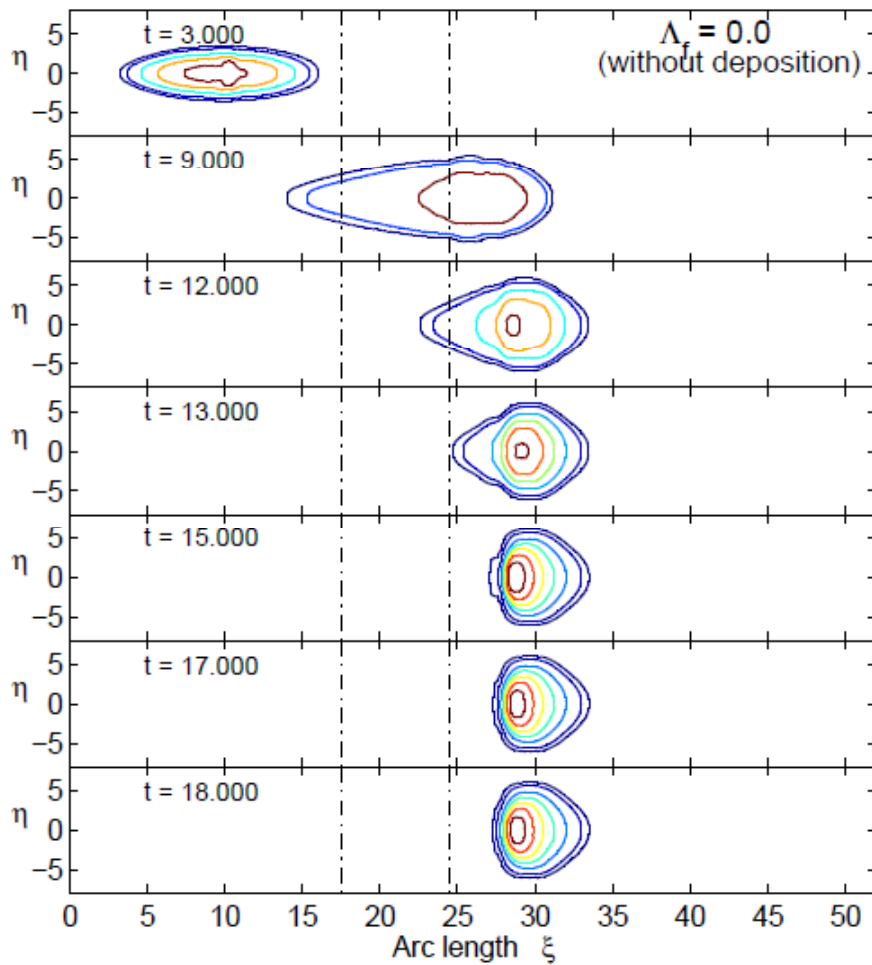 5
η 0
−5
t = 3.000
Λf = 0.0
(without deposition)
5
η 0
−5
t = 9.000
5
η 0
−5
t = 12.000
5
η 0
−5
t = 13.000
5
η 0
−5
t = 15.000
5
η 0
−5
t = 17.000
5
η 0
−5
t = 18.000
0 5 10 15 20 25 30 35 40 45 50
Arc length ξ